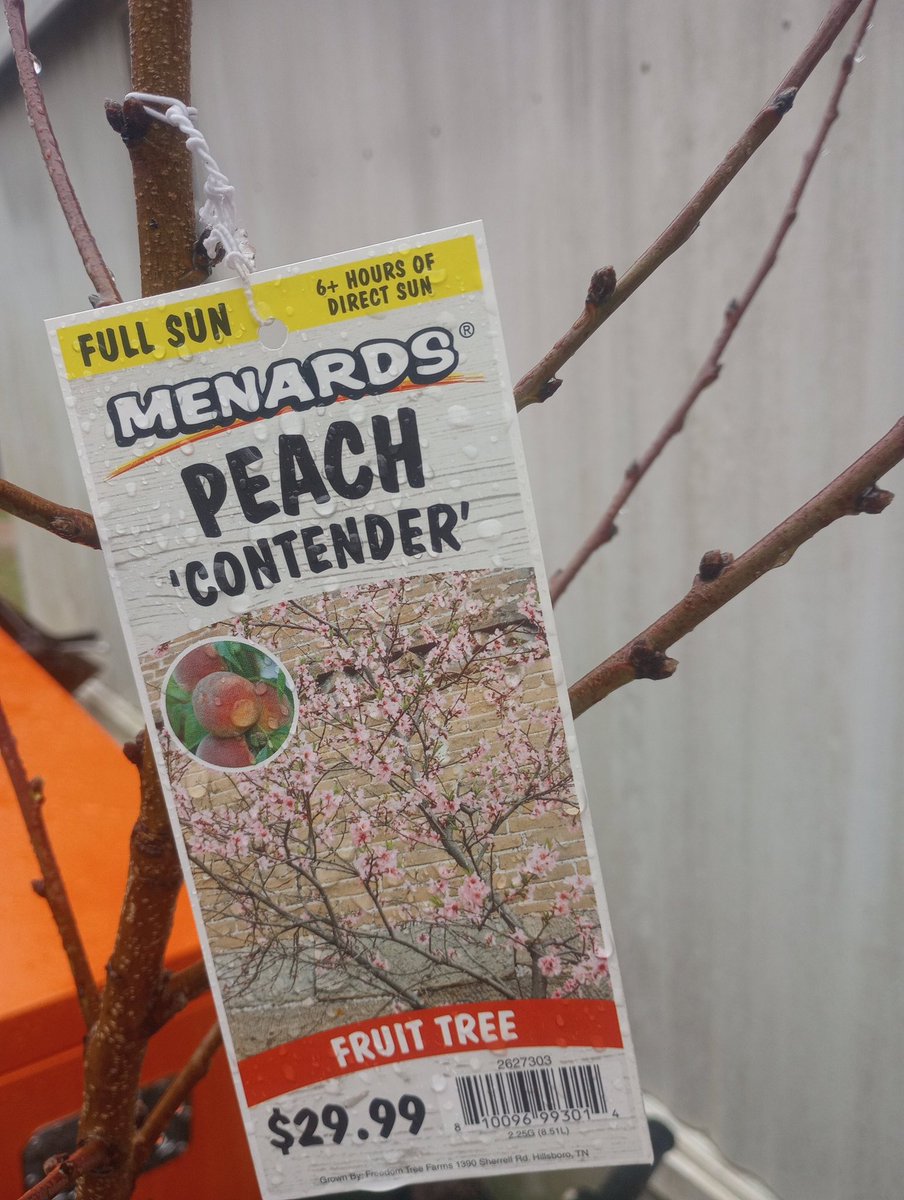 FULL SUN
6+ HOURS OF
DIRECT SUN
MENARDS®
PEACH
'CONTENDER'
FRUIT TREE
$29.99
2627303
8 10096 99301 4
2.25G (8.51L)
Grown By: Freedom Tree Farms 1390 Sherrell Rd. Hillsboro, TN